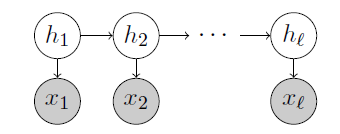 h₁ h₂ ⋯ h_ℓ
x₁ x₂ x_ℓ